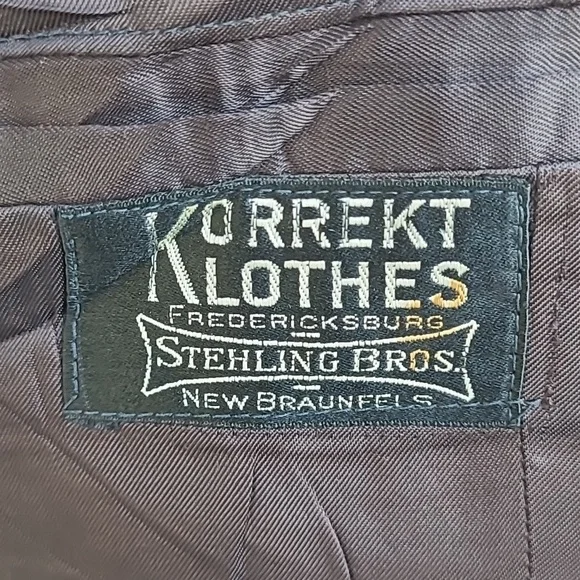 KORREKT
KLOTHES
FREDERICKSBURG
STEHLING BROS.
NEW BRAUNFELS